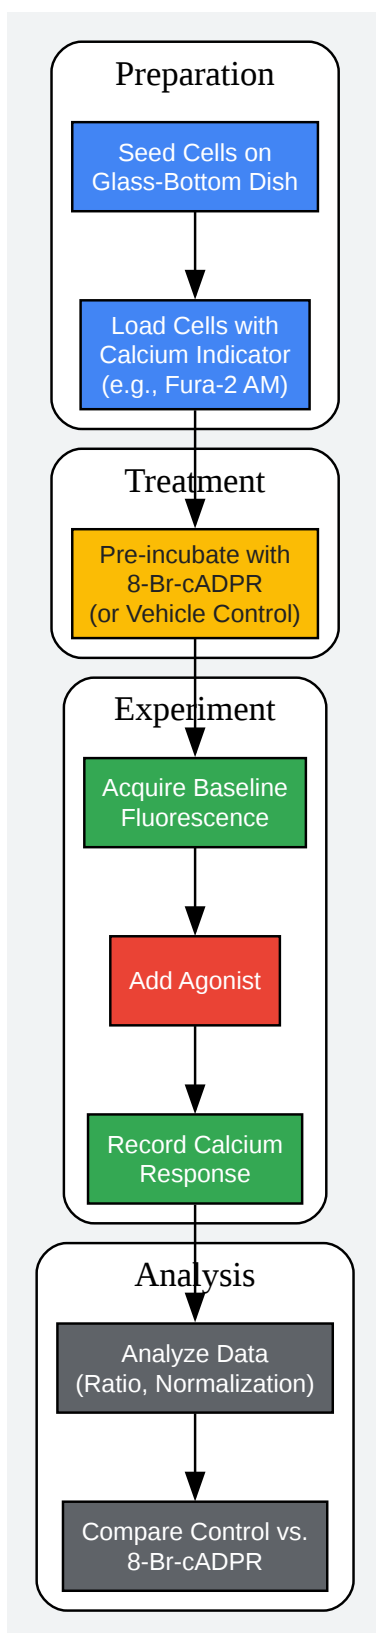 Preparation
Seed Cells on
Glass-Bottom Dish
Load Cells with
Calcium Indicator
(e.g., Fura-2 AM)
Treatment
Pre-incubate with
8-Br-cADPR
(or Vehicle Control)
Experiment
Acquire Baseline
Fluorescence
Add Agonist
Record Calcium
Response
Analysis
Analyze Data
(Ratio, Normalization)
Compare Control vs.
8-Br-cADPR